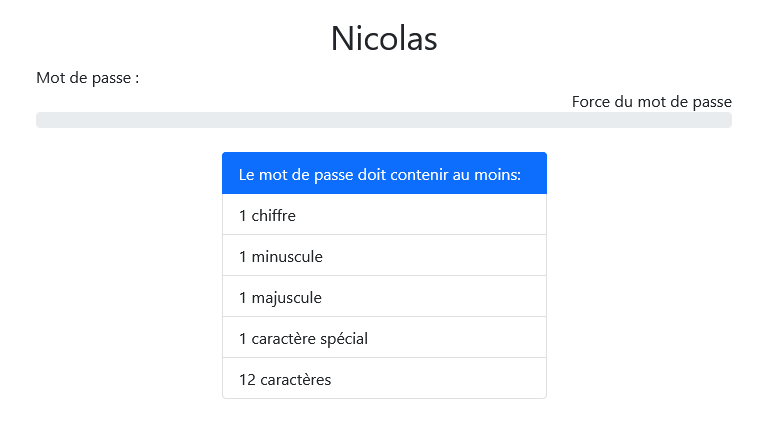 Nicolas
Mot de passe :
Force du mot de passe
Le mot de passe doit contenir au moins:
1 chiffre
1 minuscule
1 majuscule
1 caractère spécial
12 caractères